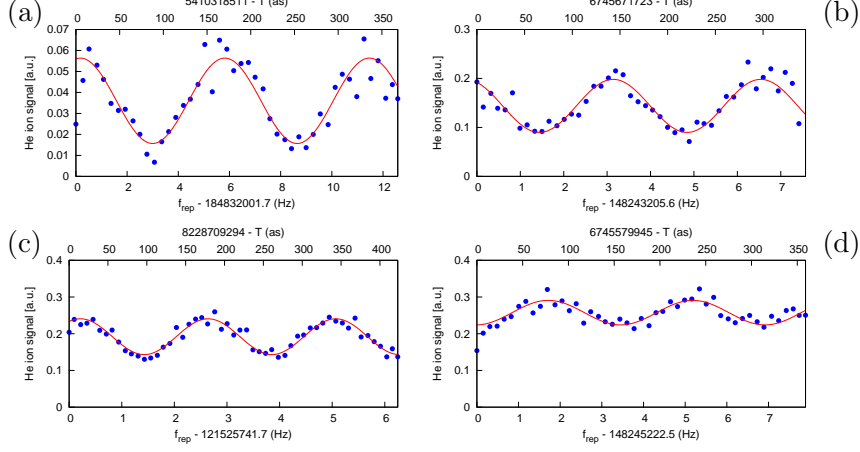 (a)
5410318511 - T (as)
0 50 100 150 200 250 300 350
He ion signal [a.u.]
0.07
0.06
0.05
0.04
0.03
0.02
0.01
0
0 2 4 6 8 10 12
f_rep - 184832001.7 (Hz)
(b)
6745671723 - T (as)
0 50 100 150 200 250 300
He ion signal [a.u.]
0.3
0.2
0.1
0
0 1 2 3 4 5 6 7
f_rep - 148243205.6 (Hz)
(c)
8228709294 - T (as)
0 50 100 150 200 250 300 350 400
He ion signal [a.u.]
0.4
0.3
0.2
0.1
0
0 1 2 3 4 5 6
f_rep - 121525741.7 (Hz)
(d)
6745579945 - T (as)
0 50 100 150 200 250 300 350
He ion signal [a.u.]
0.4
0.3
0.2
0.1
0
0 1 2 3 4 5 6 7
f_rep - 148245222.5 (Hz)